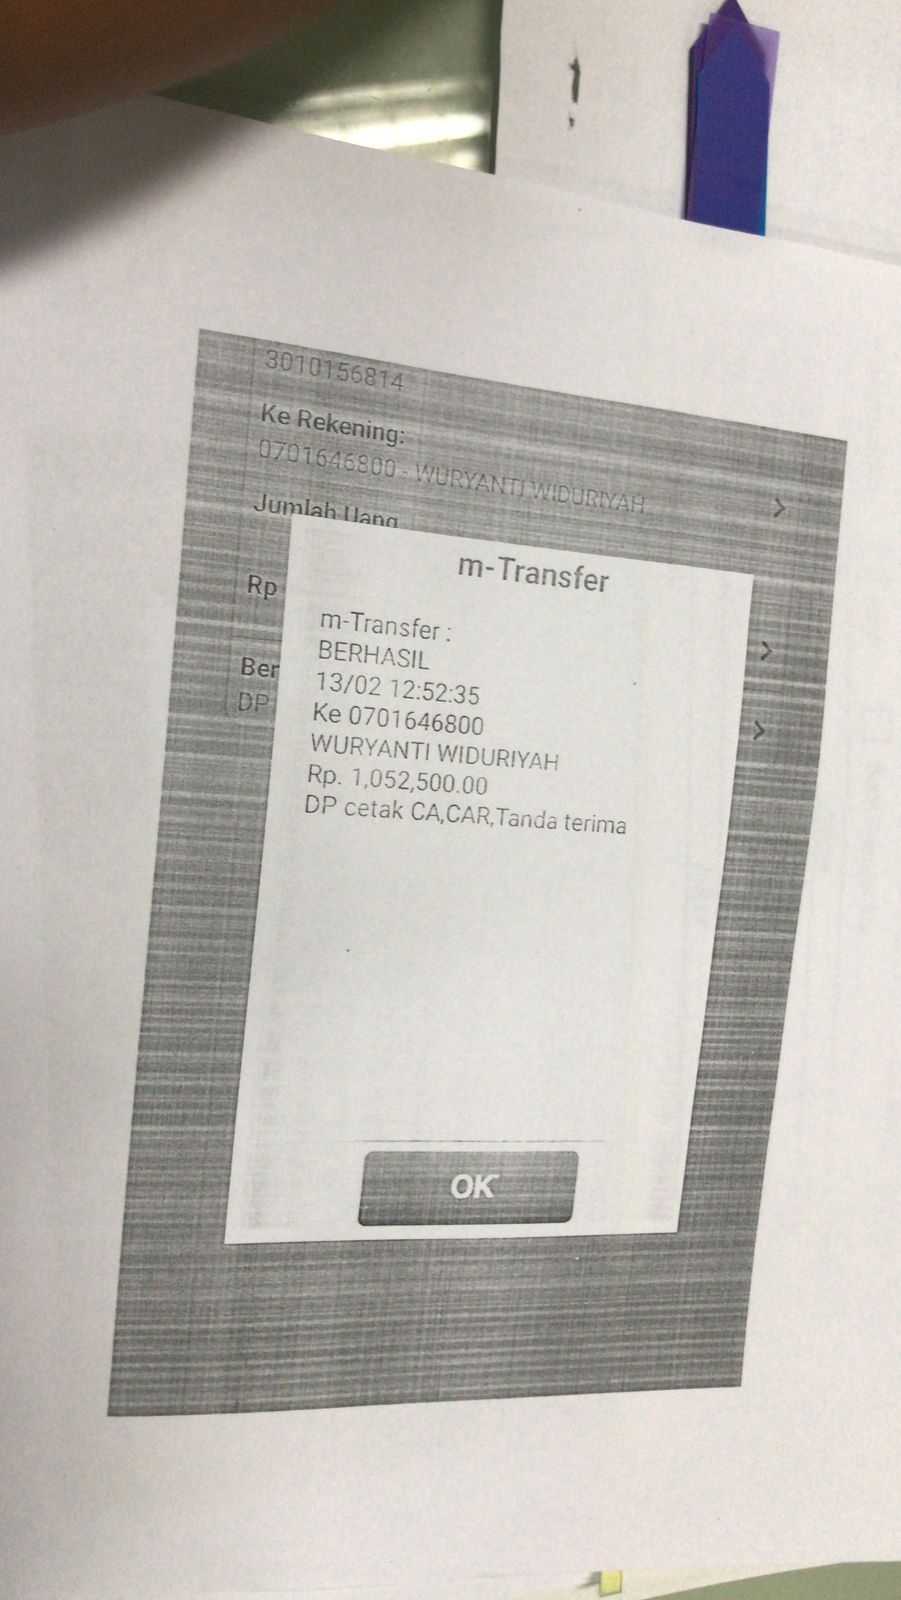 3010156814
Ke Rekening:
0701646800 - WURYANTI WIDURIYAH
Jumlah Uang
Rp
Ber
DP
m-Transfer
m-Transfer :
BERHASIL
13/02 12:52:35
Ke 0701646800
WURYANTI WIDURIYAH
Rp. 1,052,500.00
DP cetak CA,CAR,Tanda terima
OK